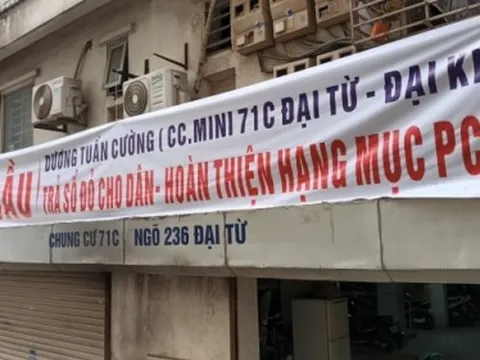 DƯƠNG TUẤN CƯỜNG ( CC.MINI 71C ĐẠI TỪ - ĐẠI K
ẦU TRẢ SỔ ĐỎ CHO DÂN- HOÀN THIỆN HẠNG MỤC PC
CHUNG CƯ 71C NGÕ 236 ĐẠI TỪ